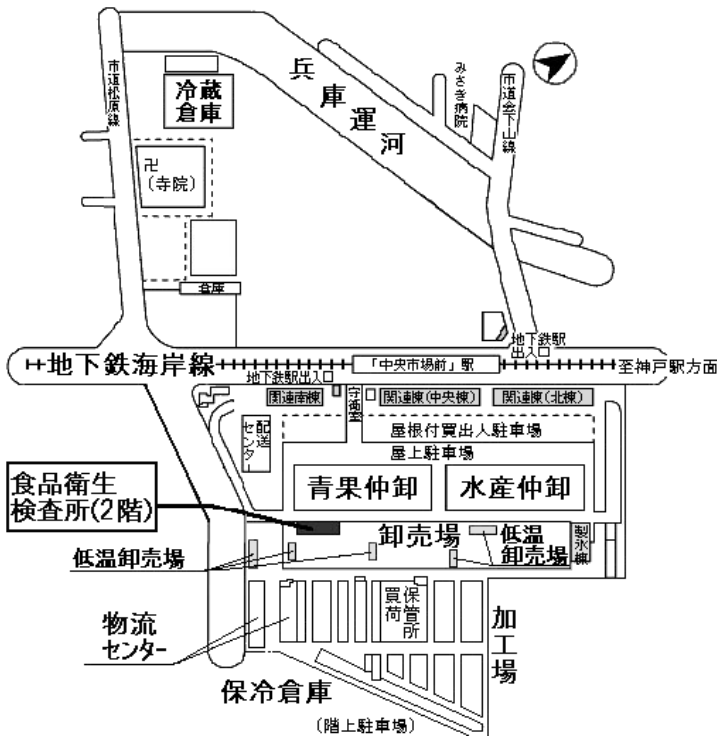 市道松原線
冷蔵
倉庫
兵庫運河
みさき病院
市道会下山線
卍
(寺院)
倉庫
地下鉄駅
出入口
地下鉄海岸線
「中央市場前」駅
至神戸駅方面
地下鉄駅出入口
関連南棟
守衛室
関連棟(中央棟)
関連棟(北棟)
配送
センター
屋根付買出人駐車場
屋上駐車場
青果仲卸
水産仲卸
食品衛生
検査所(2階)
卸売場
低温
卸売場
製氷棟
低温卸売場
物流
センター
買荷
保管所
加工場
保冷倉庫
(階上駐車場)